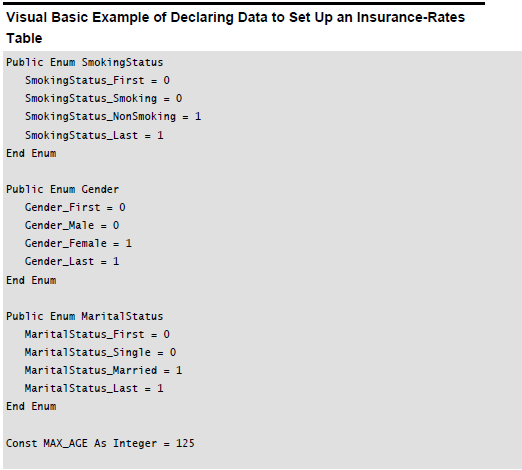 Visual Basic Example of Declaring Data to Set Up an Insurance-Rates
Table
Public Enum SmokingStatus
   SmokingStatus_First = 0
   SmokingStatus_Smoking = 0
   SmokingStatus_NonSmoking = 1
   SmokingStatus_Last = 1
End Enum

Public Enum Gender
   Gender_First = 0
   Gender_Male = 0
   Gender_Female = 1
   Gender_Last = 1
End Enum

Public Enum MaritalStatus
   MaritalStatus_First = 0
   MaritalStatus_Single = 0
   MaritalStatus_Married = 1
   MaritalStatus_Last = 1
End Enum

Const MAX_AGE As Integer = 125